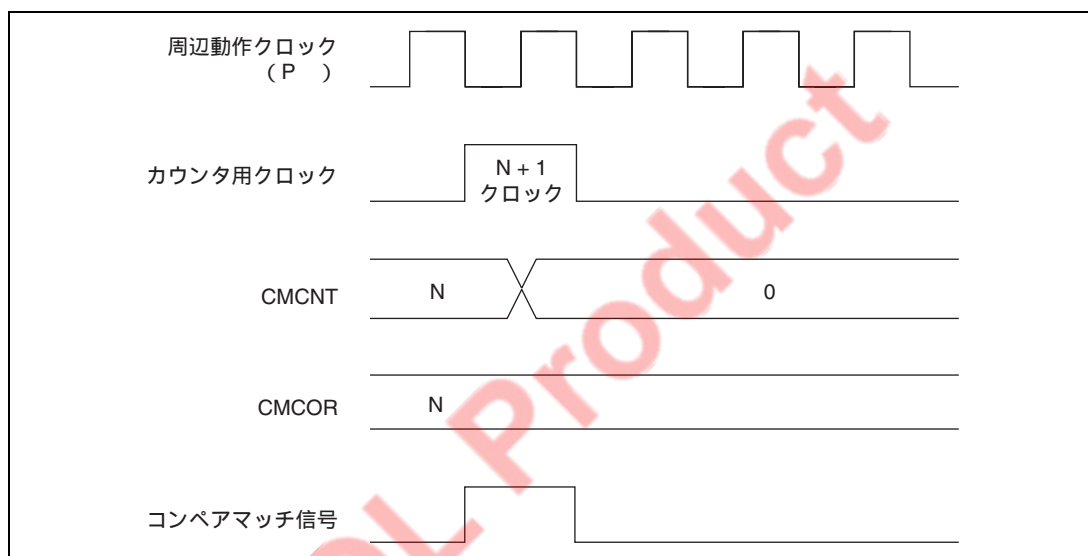 周辺動作クロック
（P　）
カウンタ用クロック
N + 1
クロック
CMCNT
N
0
CMCOR
N
コンペアマッチ信号
L Product